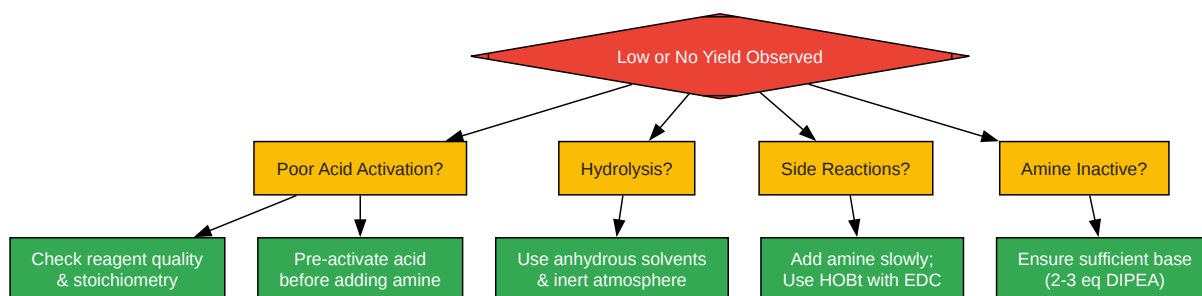 Low or No Yield Observed
Poor Acid Activation?
Hydrolysis?
Side Reactions?
Amine Inactive?
Check reagent quality
& stoichiometry
Pre-activate acid
before adding amine
Use anhydrous solvents
& inert atmosphere
Add amine slowly;
Use HOBt with EDC
Ensure sufficient base
(2-3 eq DIPEA)